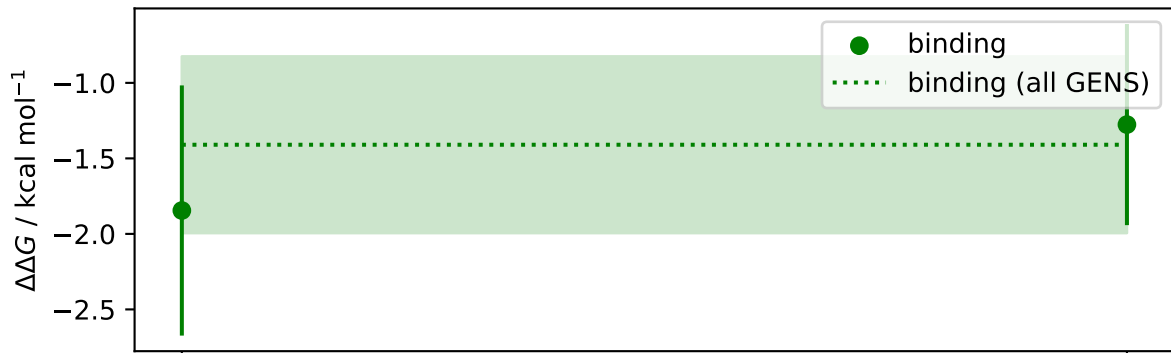 binding
binding (all GENS)
−1.0
−1.5
−2.0
−2.5
ΔΔG / kcal mol⁻¹